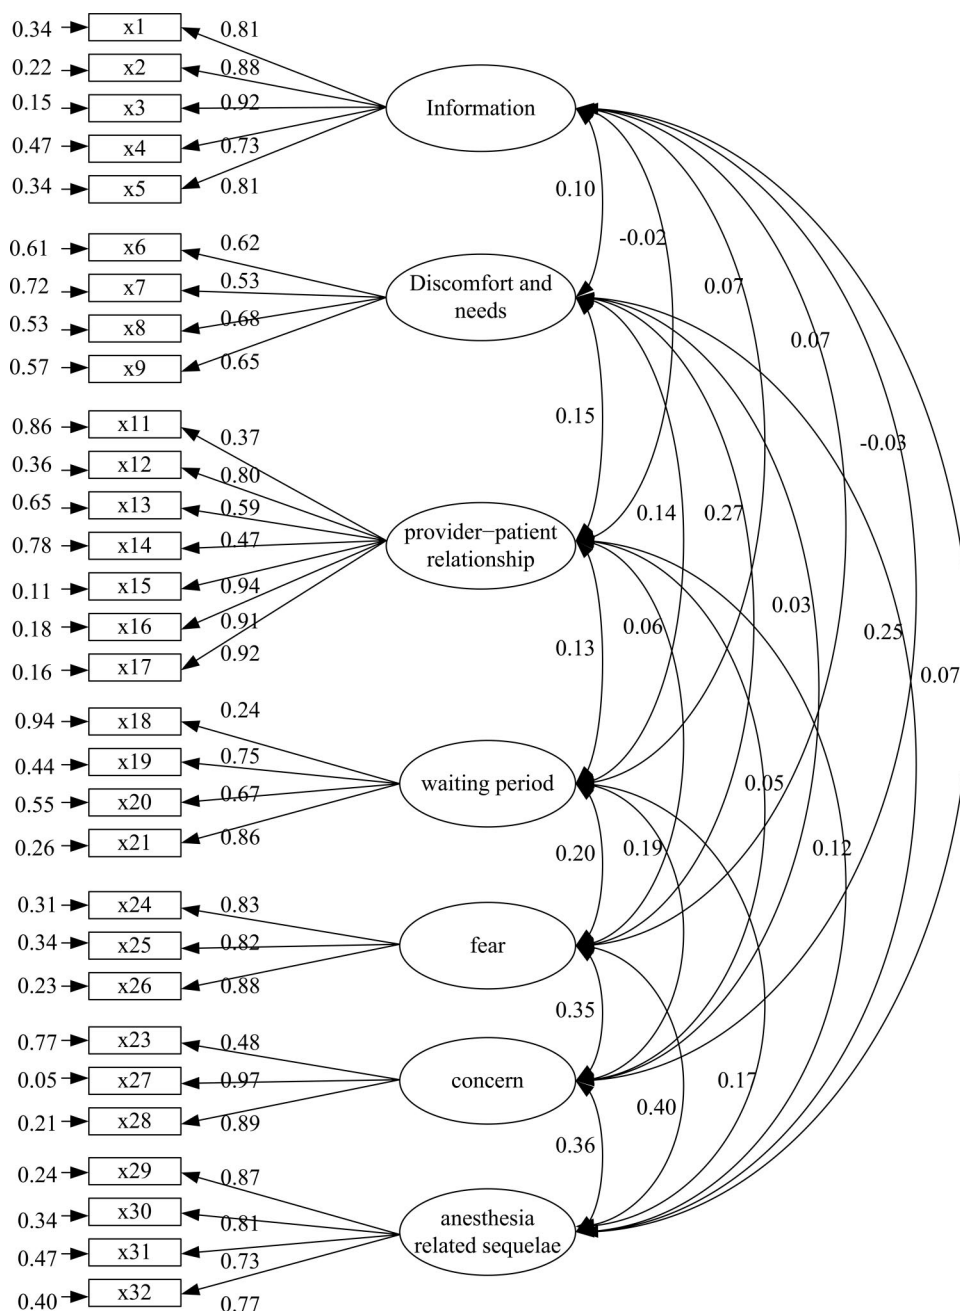 0.34 x1 0.81
0.22 x2 0.88
0.15 x3 0.92
0.47 x4 0.73
0.34 x5 0.81
Information
0.10
-0.02
0.07
0.07
-0.03
0.07
0.61 x6 0.62
0.72 x7 0.53
0.53 x8 0.68
0.57 x9 0.65
Discomfort and
needs
0.15
0.14
0.27
0.03
0.25
0.86 x11 0.37
0.36 x12 0.80
0.65 x13 0.59
0.78 x14 0.47
0.11 x15 0.94
0.18 x16 0.91
0.16 x17 0.92
provider−patient
relationship
0.13
0.06
0.05
0.12
0.94 x18 0.24
0.44 x19 0.75
0.55 x20 0.67
0.26 x21 0.86
waiting period
0.20
0.19
0.17
0.31 x24 0.83
0.34 x25 0.82
0.23 x26 0.88
fear
0.35
0.40
0.77 x23 0.48
0.05 x27 0.97
0.21 x28 0.89
concern
0.36
0.24 x29 0.87
0.34 x30 0.81
0.47 x31 0.73
0.40 x32 0.77
anesthesia
related sequelae